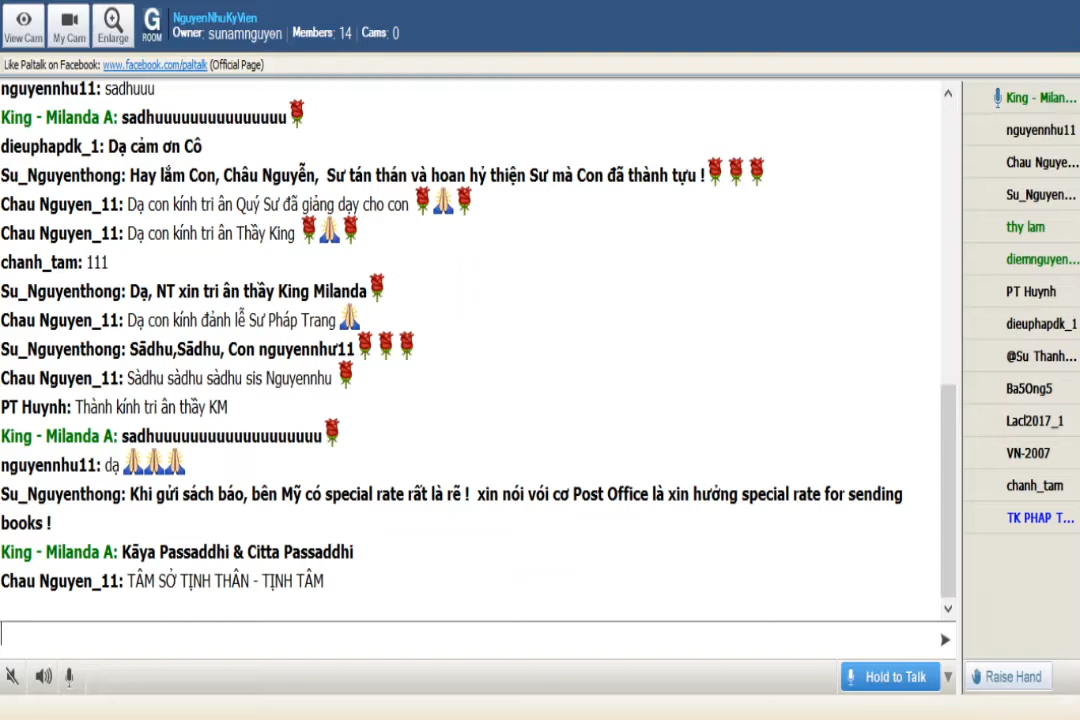 View Cam
My Cam
Enlarge
G
ROOM
NguyenNhuKyVien
Owner: sunamnguyen | Members: 14 | Cams: 0
Like Paltalk on Facebook: www.facebook.com/paltalk (Official Page)
nguyennhu11: sadhuuu
King - Milanda A: sadhuuuuuuuuuuuuuuu
dieuphapdk_1: Dạ cảm ơn Cô
Su_Nguyenthong: Hay lắm Con, Châu Nguyễn, Sư tán thán và hoan hỷ thiện Sư mà Con đã thành tựu !
Chau Nguyen_11: Dạ con kính tri ân Quý Sư đã giảng dạy cho con
Chau Nguyen_11: Dạ con kính tri ân Thầy King
chanh_tam: 111
Su_Nguyenthong: Dạ, NT xin tri ân thầy King Milanda
Chau Nguyen_11: Dạ con kính đảnh lễ Sư Pháp Trang
Su_Nguyenthong: Sādhu,Sādhu, Con nguyennhư11
Chau Nguyen_11: Sàdhu sàdhu sàdhu sis Nguyennhu
PT Huynh: Thành kính tri ân thầy KM
King - Milanda A: sadhuuuuuuuuuuuuuuuuuuu
nguyennhu11: dạ
Su_Nguyenthong: Khi gửi sách báo, bên Mỹ có special rate rất là rẽ ! xin nói vói cơ Post Office là xin hưởng special rate for sending
books !
King - Milanda A: Kāya Passaddhi & Citta Passaddhi
Chau Nguyen_11: TÂM SỞ TỊNH THÂN - TỊNH TÂM
King - Milan...
nguyennhu11
Chau Nguye...
Su_Nguyen...
thy lam
diemnguyen...
PT Huynh
dieuphapdk_1
@Su Thanh...
Ba5Ong5
Lacl2017_1
VN-2007
chanh_tam
TK PHAP T...
Hold to Talk
Raise Hand